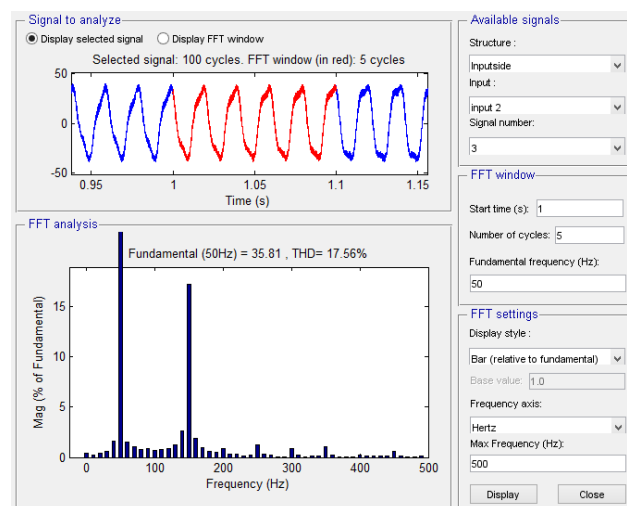 Signal to analyze
Display selected signal Display FFT window
Selected signal: 100 cycles. FFT window (in red): 5 cycles
50
0
-50
0.95 1 1.05 1.1 1.15
Time (s)
FFT analysis
Fundamental (50Hz) = 35.81 , THD= 17.56%
15
10
5
0
Mag (% of Fundamental)
0 100 200 300 400 500
Frequency (Hz)
Available signals
Structure :
Inputside
Input :
input 2
Signal number:
3
FFT window
Start time (s): 1
Number of cycles: 5
Fundamental frequency (Hz):
50
FFT settings
Display style :
Bar (relative to fundamental)
Base value: 1.0
Frequency axis:
Hertz
Max Frequency (Hz):
500
Display Close